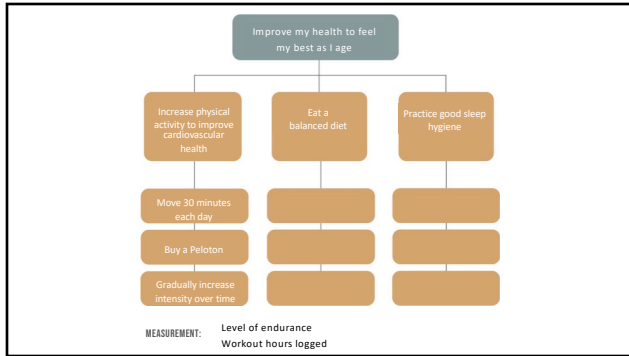 Improve my health to feel
my best as I age
Increase physical
activity to improve
cardiovascular
health
Eat a
balanced diet
Practice good sleep
hygiene
Move 30 minutes
each day
Buy a Peloton
Gradually increase
intensity over time
MEASUREMENT: Level of endurance
Workout hours logged